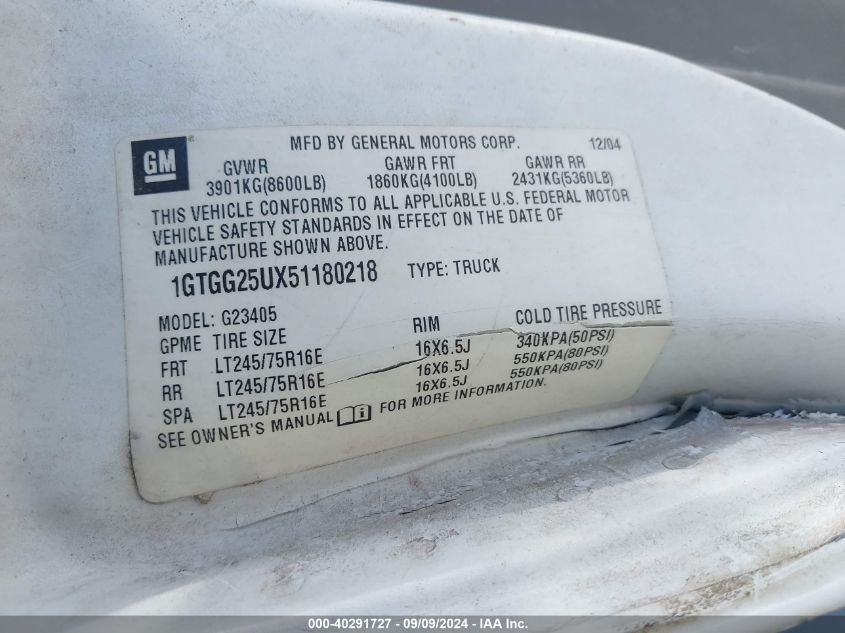 MFD BY GENERAL MOTORS CORP. 12/04
GM
GVWR GAWR FRT GAWR RR
3901KG(8600LB) 1860KG(4100LB) 2431KG(5360LB)
THIS VEHICLE CONFORMS TO ALL APPLICABLE U.S. FEDERAL MOTOR
VEHICLE SAFETY STANDARDS IN EFFECT ON THE DATE OF
MANUFACTURE SHOWN ABOVE.
1GTGG25UX51180218 TYPE: TRUCK
MODEL: G23405
GPME TIRE SIZE RIM COLD TIRE PRESSURE
FRT LT245/75R16E 16X6.5J 340KPA(50PSI)
RR LT245/75R16E 16X6.5J 550KPA(80PSI)
SPA LT245/75R16E 16X6.5J 550KPA(80PSI)
SEE OWNER'S MANUAL FOR MORE INFORMATION.
000-40291727 - 09/09/2024 - IAA Inc.